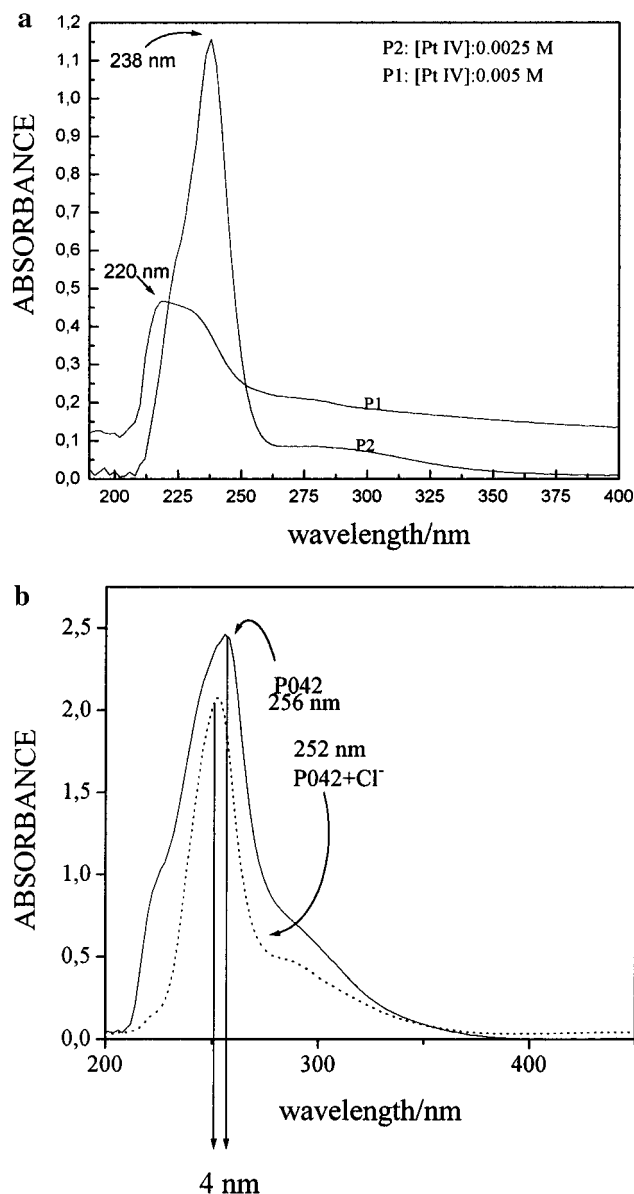 a
1,2
1,1
1,0
0,9
0,8
0,7
0,6
0,5
0,4
0,3
0,2
0,1
0,0
ABSORBANCE
238 nm
220 nm
P2: [Pt IV]:0.0025 M
P1: [Pt IV]:0.005 M
P1
P2
200 225 250 275 300 325 350 375 400
wavelength/nm
b
2,5
2,0
1,5
1,0
0,5
0,0
ABSORBANCE
P042
256 nm
252 nm
P042+Cl⁻
200 300 400
wavelength/nm
4 nm